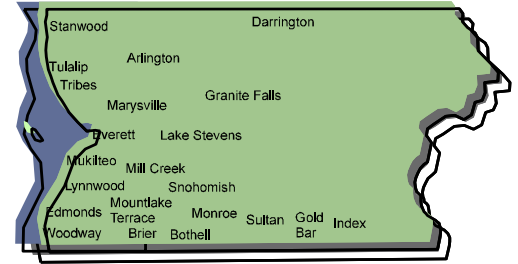 Stanwood
Darrington
Arlington
Tulalip
Tribes
Granite Falls
Marysville
Everett
Lake Stevens
Mukilteo
Mill Creek
Lynnwood
Snohomish
Mountlake
Terrace
Edmonds
Monroe
Sultan
Gold
Bar
Index
Woodway
Brier
Bothell